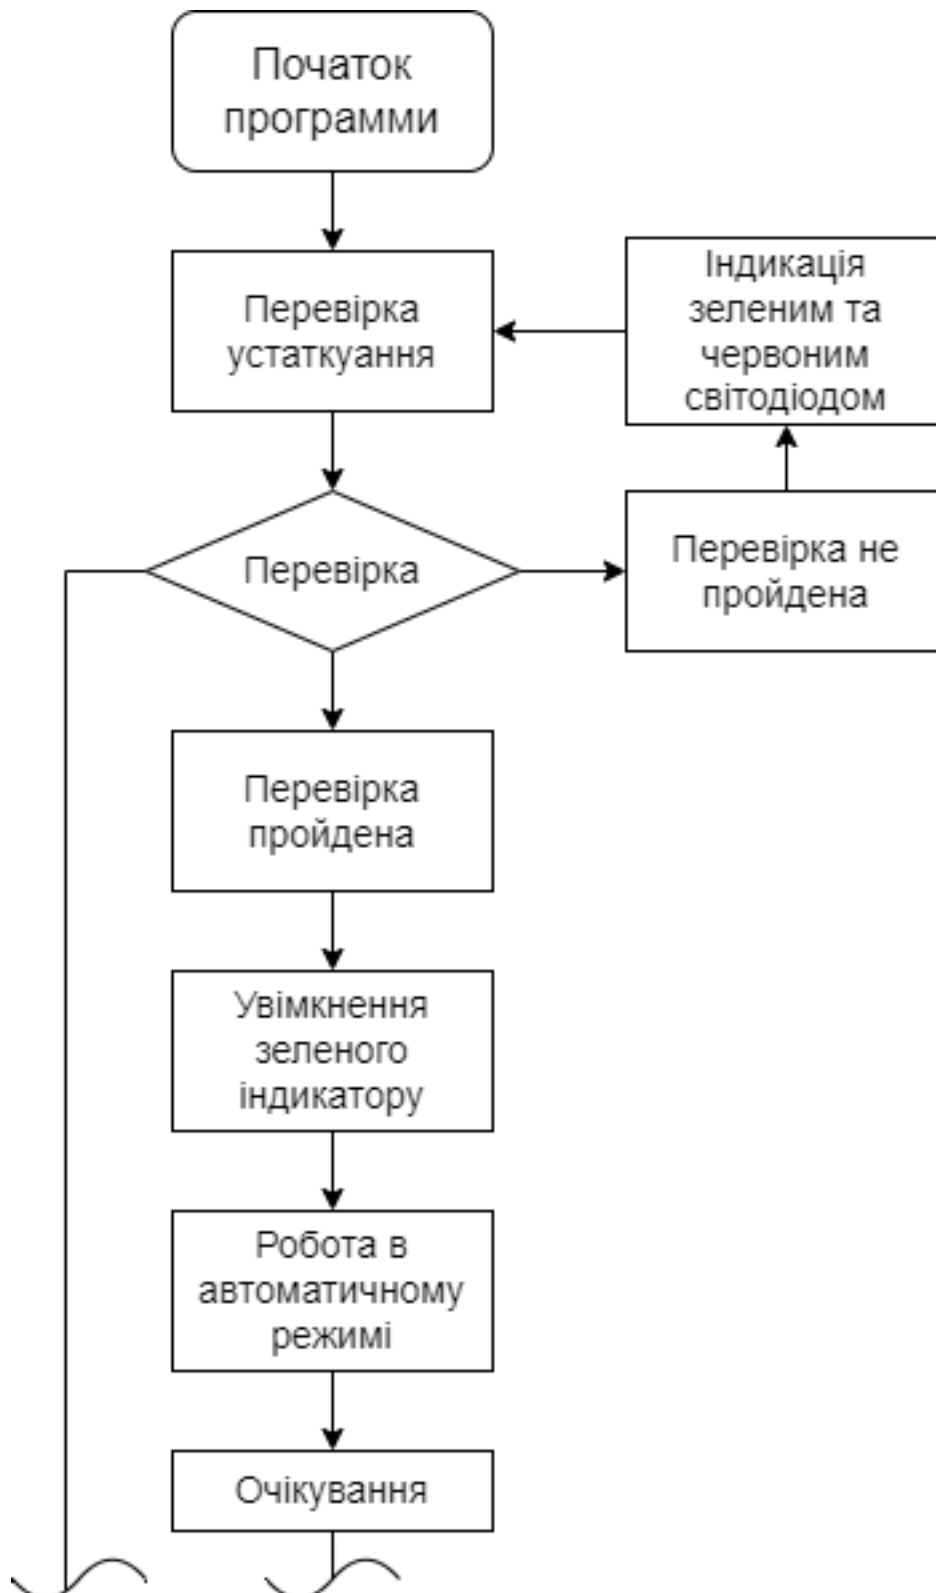 Початок
программи
Перевірка
устаткуання
Індикація
зеленим та
червоним
світодіодом
Перевірка
Перевірка не
пройдена
Перевірка
пройдена
Увімкнення
зеленого
індикатору
Робота в
автоматичному
режимі
Очікування